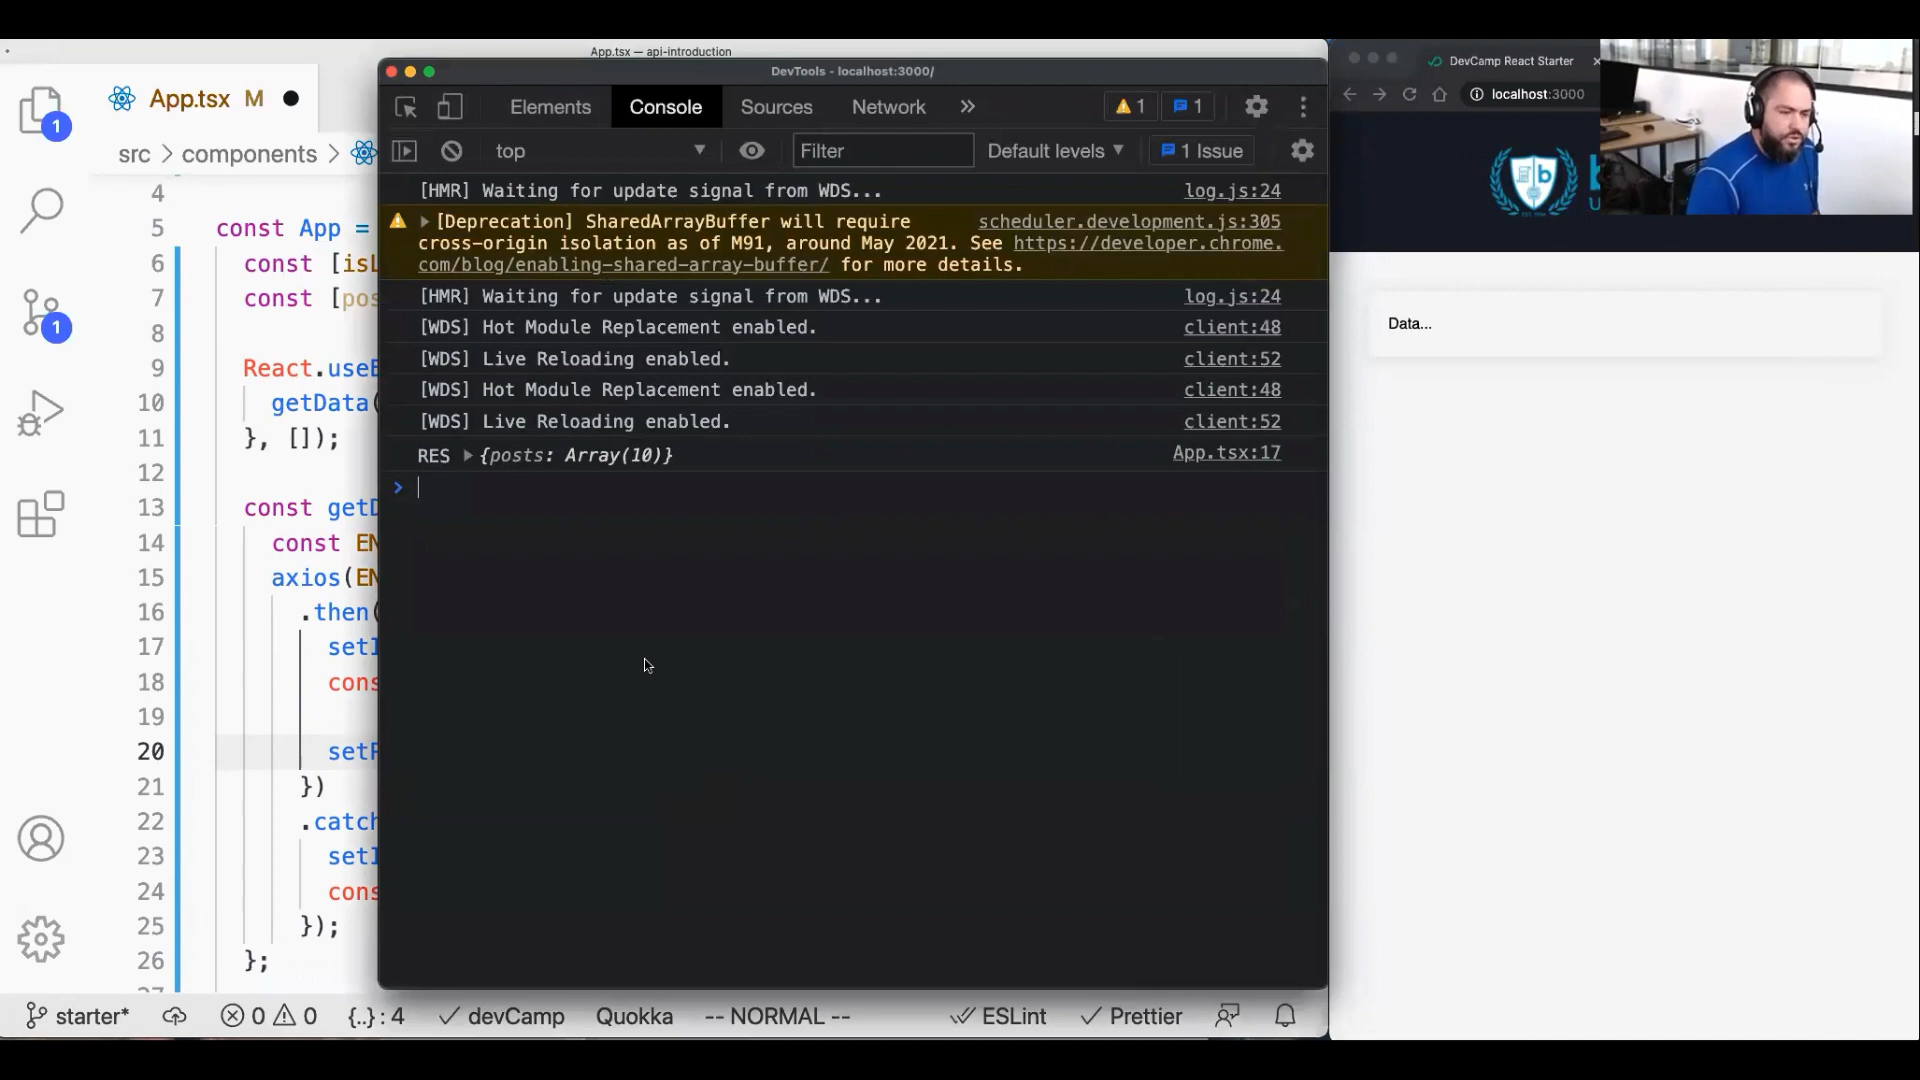 App.tsx — api-introduction
App.tsx M
1
src > components >
4
5 const App =
6 const [isL
7 const [pos
8
9 React.useE
10 getData(
11 }, []);
12
13 const getD
14 const EN
15 axios(EN
16 .then(
17 setI
18 cons
19
20 set
21 })
22 .catch
23 setI
24 cons
25 });
26 };
27
1
DevTools - localhost:3000/
Elements Console Sources Network » 1 1
top Filter Default levels 1 Issue
[HMR] Waiting for update signal from WDS... log.js:24
[Deprecation] SharedArrayBuffer will require scheduler.development.js:305
cross-origin isolation as of M91, around May 2021. See https://developer.chrome.
com/blog/enabling-shared-array-buffer/ for more details.
[HMR] Waiting for update signal from WDS... log.js:24
[WDS] Hot Module Replacement enabled. client:48
[WDS] Live Reloading enabled. client:52
[WDS] Hot Module Replacement enabled. client:48
[WDS] Live Reloading enabled. client:52
RES {posts: Array(10)} App.tsx:17
>
starter* 0 0 {..}: 4 devCamp Quokka -- NORMAL -- ESLint Prettier
DevCamp React Starter
localhost:3000
b
Data...